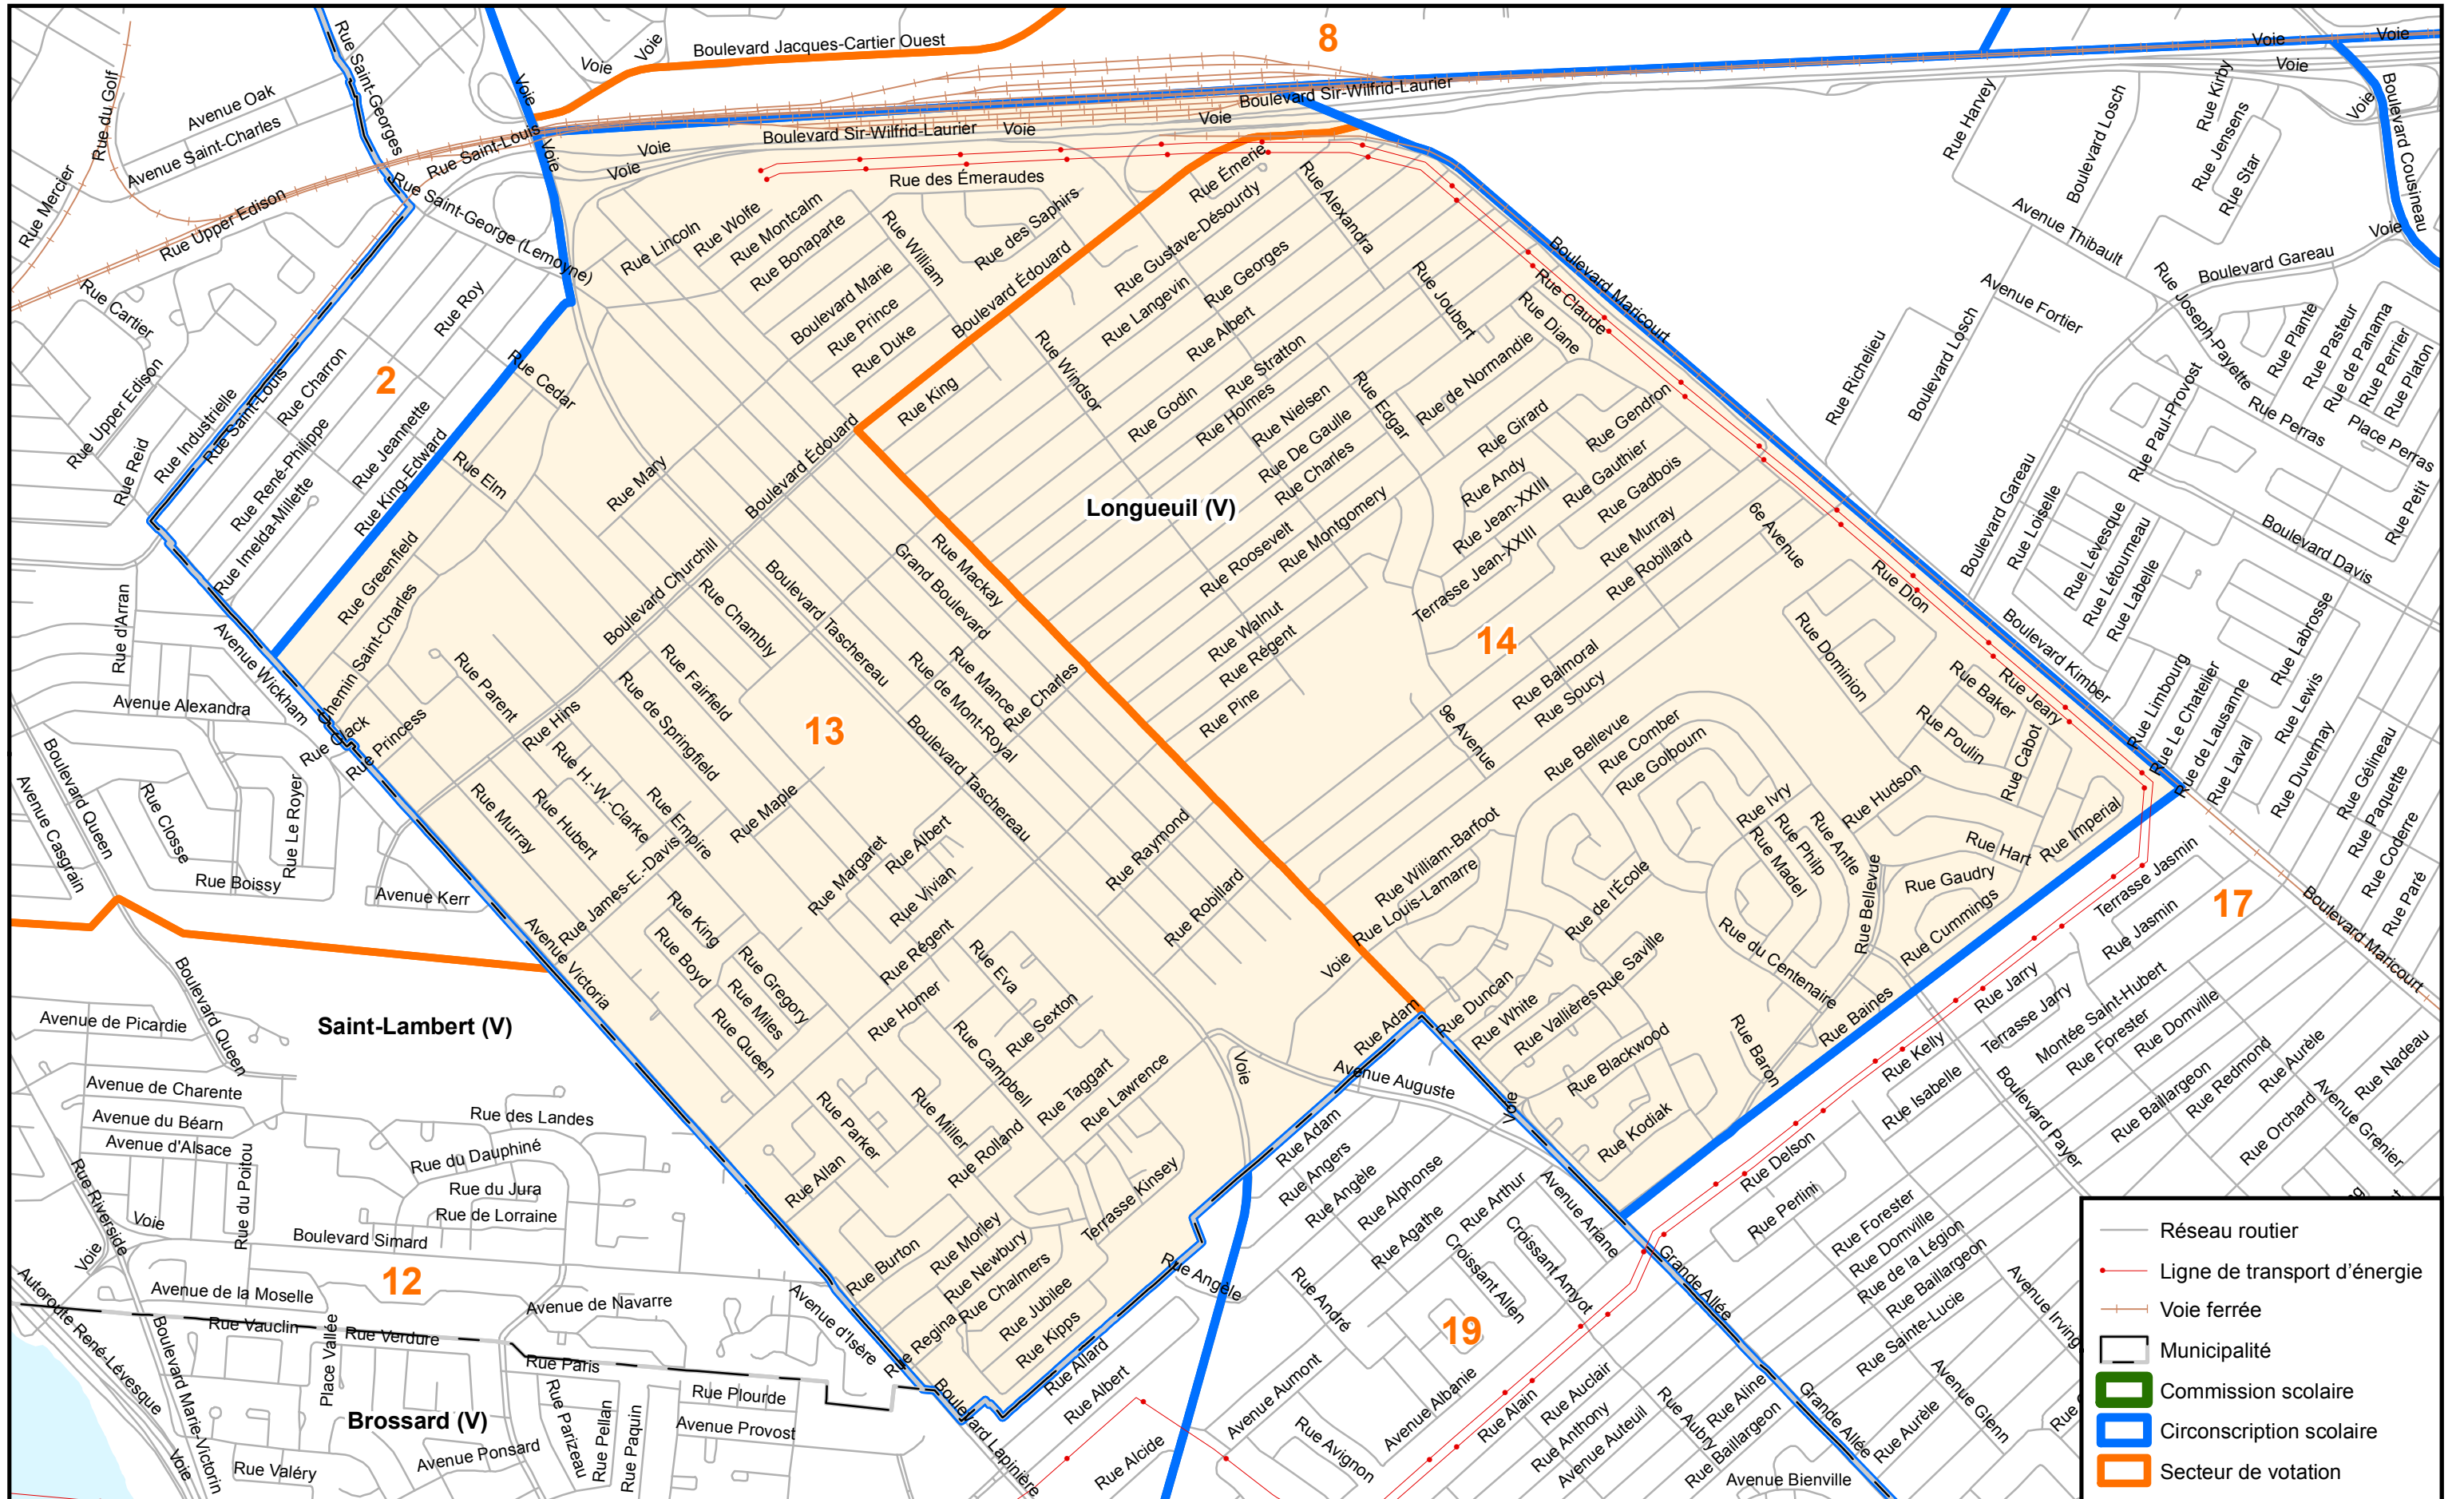 8
Boulevard Jacques-Cartier Ouest
Voie
Voie
Voie
Voie
Voie
Voie
Voie
Rue Saint-Georges
Rue du Golf
Avenue Oak
Avenue Saint-Charles
Rue Mercier
Rue Saint-Louis
Rue Upper Edison
Rue Saint-George (Lemoyne)
Voie
Voie
Voie
Boulevard Sir-Wilfrid-Laurier
Voie
Voie
Boulevard Sir-Wilfrid-Laurier
Rue Harvey
Boulevard Losch
Rue Kirby
Rue Jensens
Rue Star
Voie
Boulevard Cousineau
Voie
Avenue Thibault
Boulevard Gareau
Avenue Fortier
Rue Joseph-Payette
Rue des Émeraudes
Rue Émerie
Rue Gustave-Désourdy
Rue Alexandra
Rue Lincoln
Rue Wolfe
Rue Montcalm
Rue Bonaparte
Rue William
Rue des Saphirs
Boulevard Édouard
Boulevard Marie
Rue Prince
Rue Duke
Rue King
Rue Langevin
Rue Georges
Rue Albert
Rue Windsor
Rue Joubert
Rue Claude
Rue Diane
Boulevard Maricourt
Rue Cartier
Rue Roy
Rue Charron
2
Rue Cedar
Rue Upper Edison
Rue Industrielle
Rue Saint-Louis
Rue Reid
Rue René-Philippe
Rue Jeannette
Rue Imelda-Millette
Rue King-Edward
Rue Elm
Rue Mary
Boulevard Édouard
Rue Godin
Rue Stratton
Rue Holmes
Rue Nielsen
Rue De Gaulle
Rue Charles
Rue Edgar
Rue de Normandie
Rue Girard
Rue Gendron
Rue Andy
Rue Gauthier
Rue Gadbois
Rue Jean-XXIII
Terrasse Jean-XXIII
Rue Murray
Rue Robillard
Longueuil (V)
Rue Roosevelt
Rue Montgomery
6e Avenue
Rue Richelieu
Boulevard Losch
Rue Plante
Rue Pasteur
Rue de Panama
Rue Perrier
Rue Platon
Rue Paul-Provost
Rue Perras
Place Perras
Boulevard Gareau
Rue Loiselle
Rue Lévesque
Rue Létourneau
Rue Labelle
Boulevard Davis
Rue Petit
Rue Labrosse
Rue Greenfield
Chemin Saint-Charles
Boulevard Churchill
Rue Chambly
Boulevard Taschereau
Grand Boulevard
Rue Mackay
Rue d'Arran
Avenue Wickham
Avenue Alexandra
Rue Parent
Rue Princess
Rue Hins
Rue Fairfield
Rue de Springfield
13
Rue Mance
Rue de Mont-Royal
Rue Charles
Boulevard Taschereau
Rue Walnut
Rue Régent
Rue Pine
14
Rue Balmoral
Rue Soucy
9e Avenue
Rue Dion
Rue Dominion
Boulevard Kimber
Rue Baker
Rue Jeary
Rue Poulin
Rue Cabot
Rue Limbourg
Rue Le Chatelier
Rue de Lausanne
Rue Laval
Rue Lewis
Rue Duvernay
Rue Gélineau
Rue Paquette
Rue Coderre
Rue Paré
Boulevard Queen
Avenue Casgrain
Rue Closse
Rue Le Royer
Rue Boissy
Avenue Kerr
Rue Murray
Rue H.-W.-Clarke
Rue Hubert
Rue Empire
Rue Maple
Rue James-E.-Davis
Rue Margaret
Rue Albert
Rue Vivian
Rue Raymond
Rue Robillard
Rue Bellevue
Rue Comber
Rue Golbourn
Rue Ivry
Rue Philp
Rue Madel
Rue Antle
Rue Hudson
Rue Hart
Rue Imperial
Rue Gaudry
Rue Cummings
Rue Bellevue
Rue William-Barfoot
Rue Louis-Lamarre
Rue de l'École
Rue du Centenaire
Avenue Victoria
Rue King
Rue Boyd
Rue Gregory
Rue Miles
Rue Queen
Rue Régent
Rue Homer
Rue Eva
Rue Sexton
Rue Campbell
Voie
Rue Adam
Rue Duncan
Rue White
Rue Vallières
Rue Saville
Rue Blackwood
Rue Baron
Rue Baines
Rue Kodiak
17
Terrasse Jasmin
Rue Jasmin
Boulevard Maricourt
Rue Jarry
Terrasse Jarry
Montée Saint-Hubert
Rue Forester
Rue Domville
Rue Kelly
Rue Isabelle
Boulevard Payer
Rue Baillargeon
Rue Redmond
Rue Aurèle
Rue Nadeau
Rue Orchard
Avenue Grenier
Boulevard Queen
Saint-Lambert (V)
Avenue de Picardie
Avenue de Charente
Avenue du Béarn
Avenue d'Alsace
Rue des Landes
Rue du Dauphiné
Rue du Jura
Rue de Lorraine
Rue du Poitou
Rue Riverside
Voie
Voie
Boulevard Simard
12
Avenue de la Moselle
Avenue de Navarre
Autoroute René-Lévesque
Rue Vauclin
Rue Verdure
Place Vallée
Boulevard Marie-Victorin
Voie
Rue Paris
Rue Plourde
Avenue Provost
Brossard (V)
Rue Valéry
Avenue Ponsard
Rue Parizeau
Rue Pellan
Rue Paquin
Avenue d'Isère
Rue Parker
Rue Allan
Rue Miller
Rue Taggart
Rue Lawrence
Rue Rolland
Terrasse Kinsey
Rue Burton
Rue Morley
Rue Newbury
Rue Chalmers
Rue Regina
Rue Jubilee
Rue Kipps
Rue Allard
Rue Albert
Boulevard Lapinière
Voie
Avenue Auguste
Voie
Rue Adam
Rue Angers
Rue Angèle
Rue Alphonse
Rue Angèle
Rue Agathe
Rue Arthur
Avenue Ariane
Rue André
Croissant Amyot
Croissant Allen
19
Avenue Aumont
Avenue Albanie
Rue Alcide
Rue Avignon
Rue Alain
Rue Auclair
Rue Anthony
Avenue Auteuil
Rue Aubry
Rue Aline
Rue Baillargeon
Avenue Bienville
Grande Allée
Grande Allée
Rue Delson
Rue Perlini
Rue Forester
Rue Domville
Rue de la Légion
Rue Baillargeon
Rue Sainte-Lucie
Avenue Irving
Avenue Glenn
Rue Aurèle
Réseau routier
Ligne de transport d'énergie
Voie ferrée
Municipalité
Commission scolaire
Circonscription scolaire
Secteur de votation